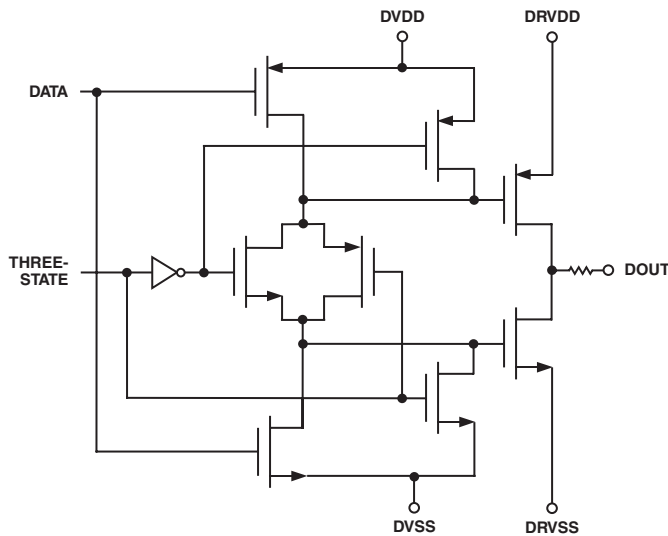 DVDD
DRVDD
DATA
THREE-
STATE
DOUT
DVSS
DRVSS